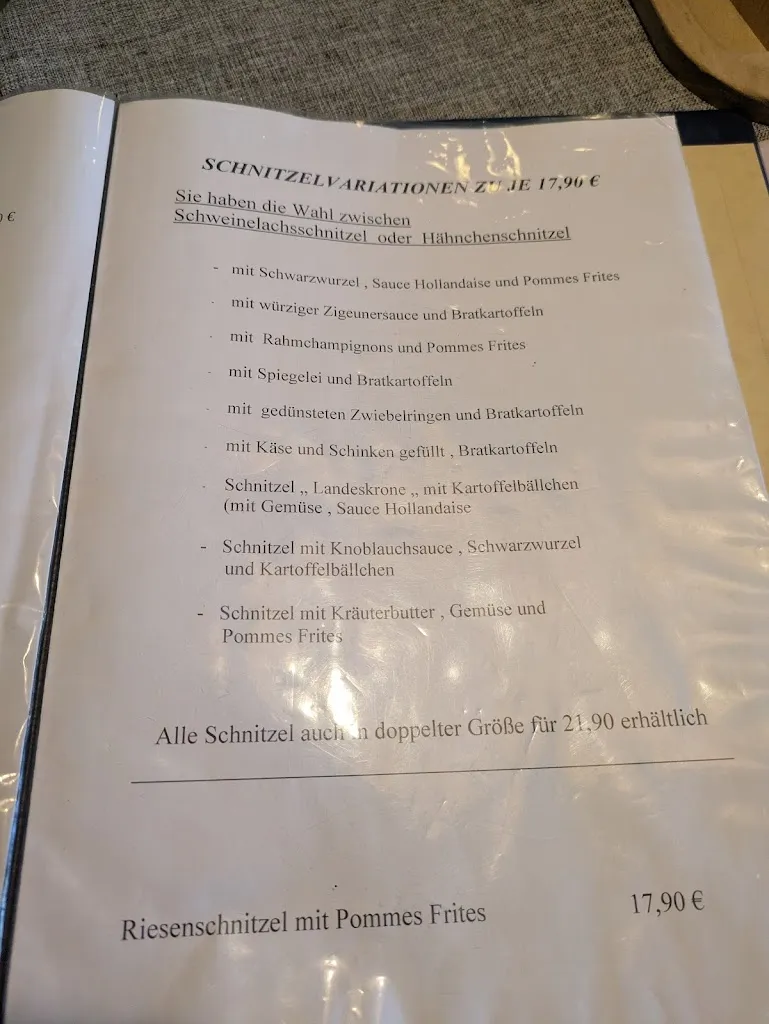 €
SCHNITZELVARIATIONEN ZU JE 17,90 €
Sie haben die Wahl zwischen
Schweinelachsschnitzel oder Hähnchenschnitzel
- mit Schwarzwurzel , Sauce Hollandaise und Pommes Frites
- mit würziger Zigeunersauce und Bratkartoffeln
- mit Rahmchampignons und Pommes Frites
- mit Spiegelei und Bratkartoffeln
- mit gedünsteten Zwiebelringen und Bratkartoffeln
- mit Käse und Schinken gefüllt , Bratkartoffeln
- Schnitzel „ Landeskrone „ mit Kartoffelbällchen
(mit Gemüse , Sauce Hollandaise
- Schnitzel mit Knoblauchsauce , Schwarzwurzel
und Kartoffelbällchen
- Schnitzel mit Kräuterbutter , Gemüse und
Pommes Frites
Alle Schnitzel auch in doppelter Größe für 21,90 erhältlich
Riesenschnitzel mit Pommes Frites 17,90 €